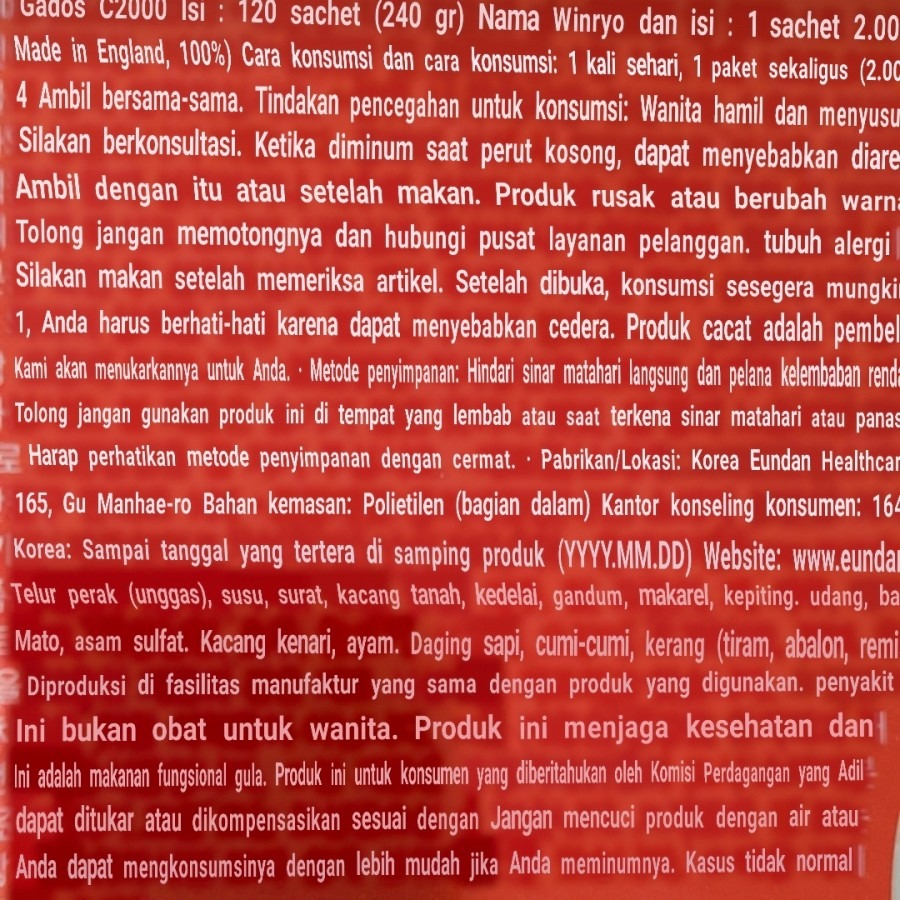 Gados C2000 Isi : 120 sachet (240 gr) Nama Winryo dan isi : 1 sachet 2.00
Made in England, 100%) Cara konsumsi dan cara konsumsi: 1 kali sehari, 1 paket sekaligus (2.00
4 Ambil bersama-sama. Tindakan pencegahan untuk konsumsi: Wanita hamil dan menyusu
Silakan berkonsultasi. Ketika diminum saat perut kosong, dapat menyebabkan diare
Ambil dengan itu atau setelah makan. Produk rusak atau berubah warna
Tolong jangan memotongnya dan hubungi pusat layanan pelanggan. tubuh alergi
Silakan makan setelah memeriksa artikel. Setelah dibuka, konsumsi sesegera mungki
1, Anda harus berhati-hati karena dapat menyebabkan cedera. Produk cacat adalah pembel
Kami akan menukarkannya untuk Anda. · Metode penyimpanan: Hindari sinar matahari langsung dan pelana kelembaban renda
Tolong jangan gunakan produk ini di tempat yang lembab atau saat terkena sinar matahari atau panas
로 Harap perhatikan metode penyimpanan dengan cermat. · Pabrikan/Lokasi: Korea Eundan Healthcar
165, Gu Manhae-ro Bahan kemasan: Polietilen (bagian dalam) Kantor konseling konsumen: 164
Korea: Sampai tanggal yang tertera di samping produk (YYYY.MM.DD) Website: www.eundan
Telur perak (unggas), susu, surat, kacang tanah, kedelai, gandum, makarel, kepiting. udang, ba
Mato, asam sulfat. Kacang kenari, ayam. Daging sapi, cumi-cumi, kerang (tiram, abalon, remi
Diproduksi di fasilitas manufaktur yang sama dengan produk yang digunakan. penyakit
Ini bukan obat untuk wanita. Produk ini menjaga kesehatan dan
Ini adalah makanan fungsional gula. Produk ini untuk konsumen yang diberitahukan oleh Komisi Perdagangan yang Adil
dapat ditukar atau dikompensasikan sesuai dengan Jangan mencuci produk dengan air atau
Anda dapat mengkonsumsinya dengan lebih mudah jika Anda meminumnya. Kasus tidak normal